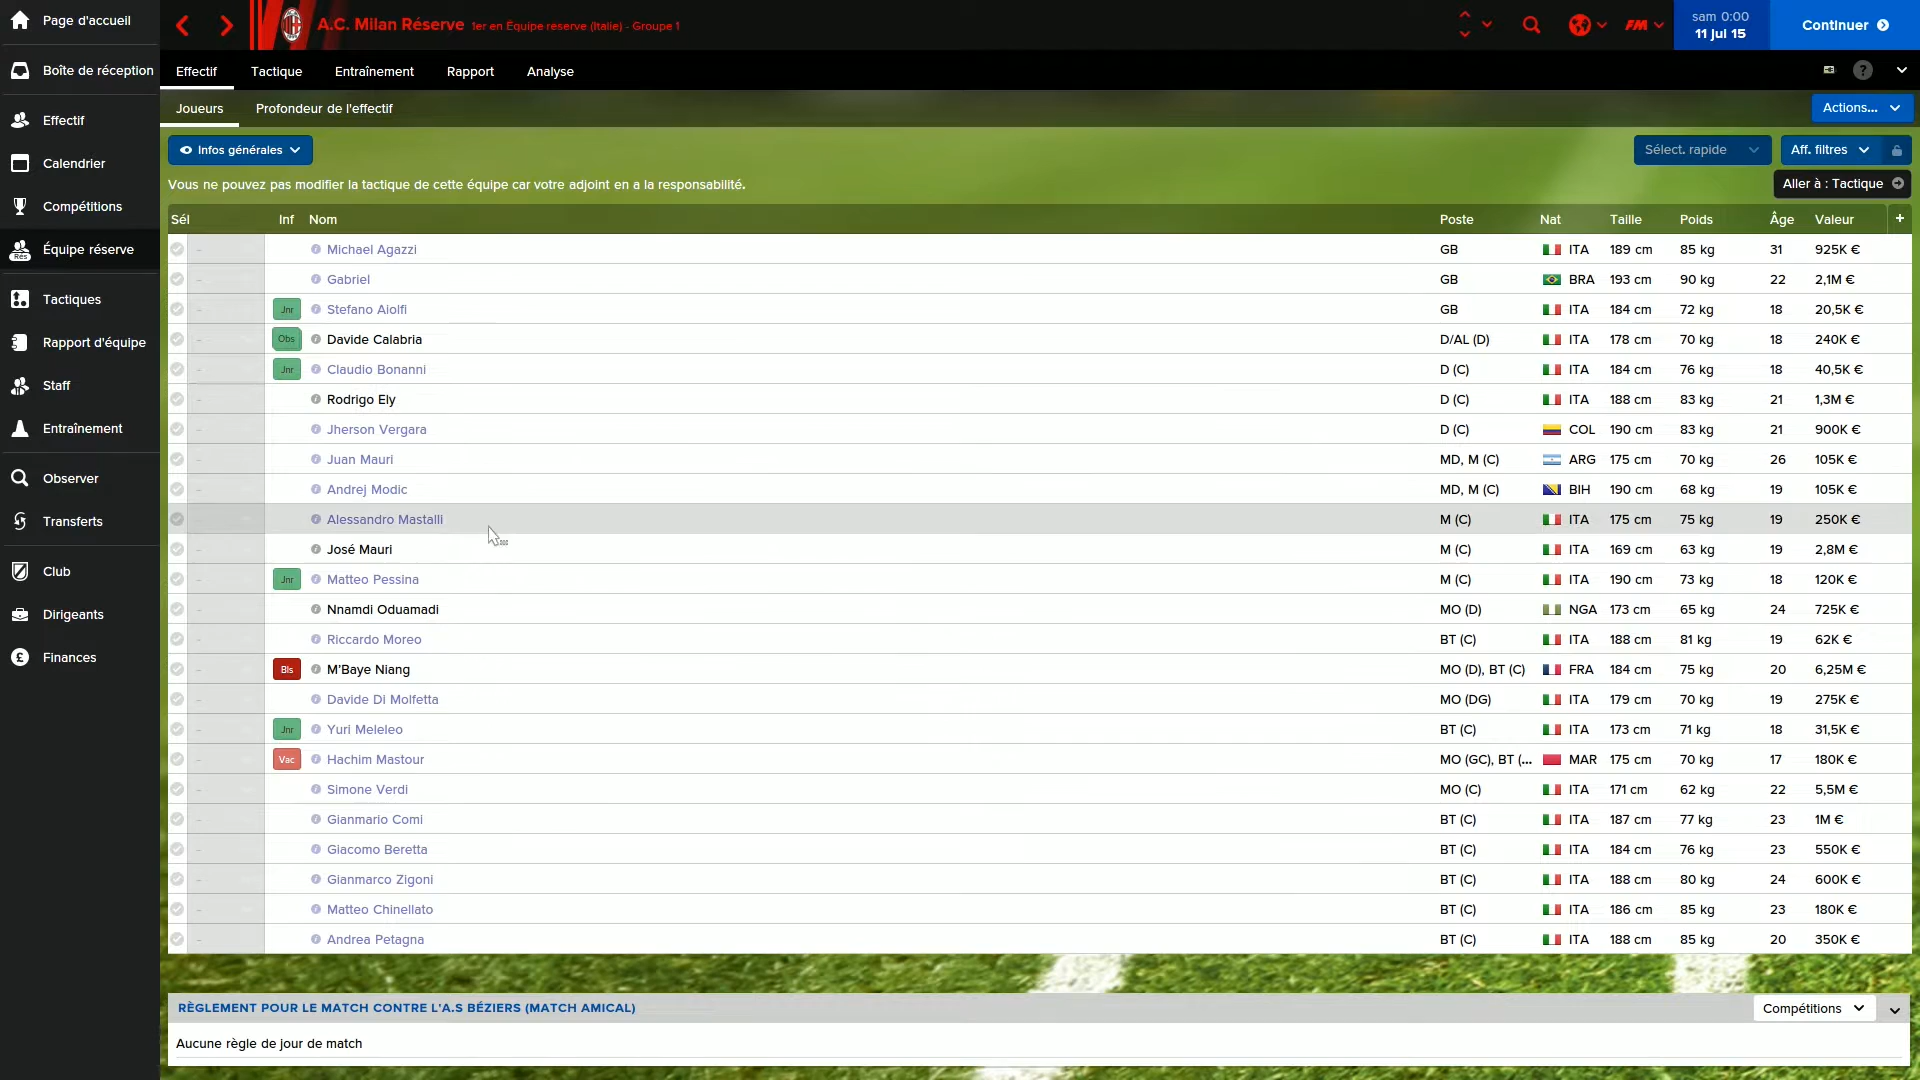 Page d'accueil
Boîte de réception
Effectif
Calendrier
Compétitions
Rés
Équipe réserve
Tactiques
Rapport d'équipe
Staff
Entraînement
Observer
Transferts
Club
Dirigeants
Finances
A.C. Milan Réserve 1er en Équipe réserve (Italie) - Groupe 1
FM
sam 0:00
11 jul 15
Continuer
Effectif Tactique Entraînement Rapport Analyse
?
Joueurs Profondeur de l'effectif
Actions...
Infos générales
Sélect. rapide
Aff. filtres
Vous ne pouvez pas modifier la tactique de cette équipe car votre adjoint en a la responsabilité.
Aller à : Tactique
Sél Inf Nom Poste Nat Taille Poids Âge Valeur +
- Michael Agazzi GB ITA 189 cm 85 kg 31 925K €
- Gabriel GB BRA 193 cm 90 kg 22 2,1M €
- Jnr Stefano Aiolfi GB ITA 184 cm 72 kg 18 20,5K €
- Obs Davide Calabria D/AL (D) ITA 178 cm 70 kg 18 240K €
- Jnr Claudio Bonanni D (C) ITA 184 cm 76 kg 18 40,5K €
- Rodrigo Ely D (C) ITA 188 cm 83 kg 21 1,3M €
- Jherson Vergara D (C) COL 190 cm 83 kg 21 900K €
- Juan Mauri MD, M (C) ARG 175 cm 70 kg 26 105K €
- Andrej Modic MD, M (C) BIH 190 cm 68 kg 19 105K €
- Alessandro Mastalli M (C) ITA 175 cm 75 kg 19 250K €
- José Mauri M (C) ITA 169 cm 63 kg 19 2,8M €
- Jnr Matteo Pessina M (C) ITA 190 cm 73 kg 18 120K €
- Nnamdi Oduamadi MO (D) NGA 173 cm 65 kg 24 725K €
- Riccardo Moreo BT (C) ITA 188 cm 81 kg 19 62K €
- Bls M'Baye Niang MO (D), BT (C) FRA 184 cm 75 kg 20 6,25M €
- Davide Di Molfetta MO (DG) ITA 179 cm 70 kg 19 275K €
- Jnr Yuri Meleleo BT (C) ITA 173 cm 71 kg 18 31,5K €
- Vac Hachim Mastour MO (GC), BT (... MAR 175 cm 70 kg 17 180K €
- Simone Verdi MO (C) ITA 171 cm 62 kg 22 5,5M €
- Gianmario Comi BT (C) ITA 187 cm 77 kg 23 1M €
- Giacomo Beretta BT (C) ITA 184 cm 76 kg 23 550K €
- Gianmarco Zigoni BT (C) ITA 188 cm 80 kg 24 600K €
- Matteo Chinellato BT (C) ITA 186 cm 85 kg 23 180K €
- Andrea Petagna BT (C) ITA 188 cm 85 kg 20 350K €
RÈGLEMENT POUR LE MATCH CONTRE L'A.S BÉZIERS (MATCH AMICAL)
Compétitions
Aucune règle de jour de match